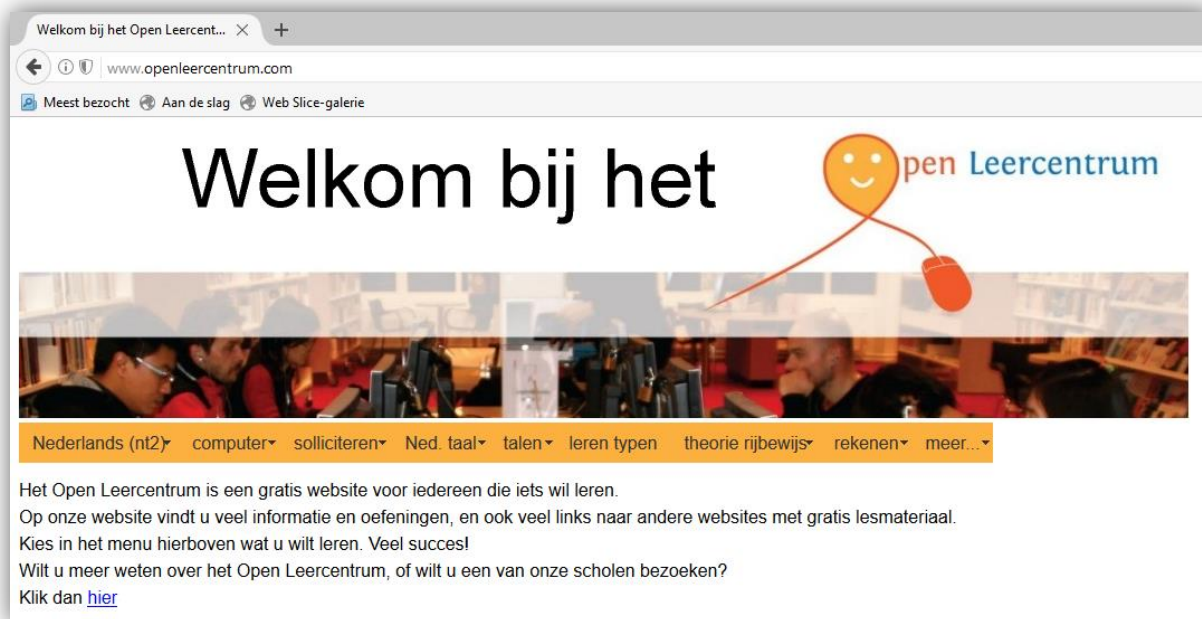 Welkom bij het Open Leercent...
www.openleercentrum.com
Meest bezocht Aan de slag Web Slice-galerie
Welkom bij het
pen Leercentrum
Nederlands (nt2) computer solliciteren Ned. taal talen leren typen theorie rijbewijs rekenen meer...
Het Open Leercentrum is een gratis website voor iedereen die iets wil leren.
Op onze website vindt u veel informatie en oefeningen, en ook veel links naar andere websites met gratis lesmateriaal.
Kies in het menu hierboven wat u wilt leren. Veel succes!
Wilt u meer weten over het Open Leercentrum, of wilt u een van onze scholen bezoeken?
Klik dan hier